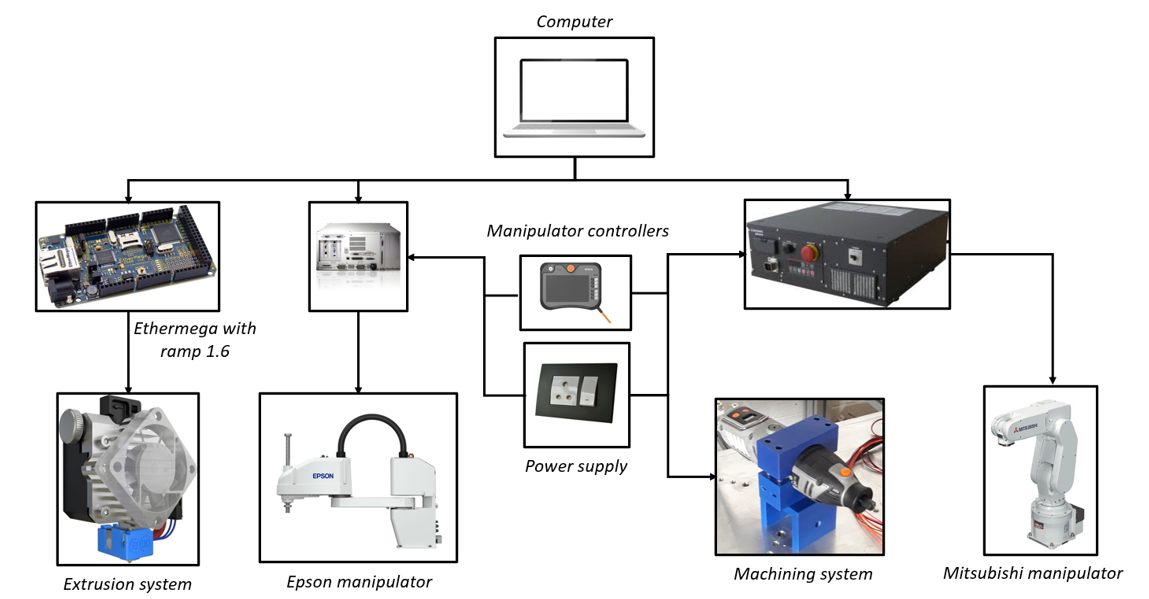 Computer
Manipulator controllers
Ethermega with
ramp 1.6
EPSON
MITSUBISHI
Power supply
Extrusion system
Epson manipulator
Machining system
Mitsubishi manipulator